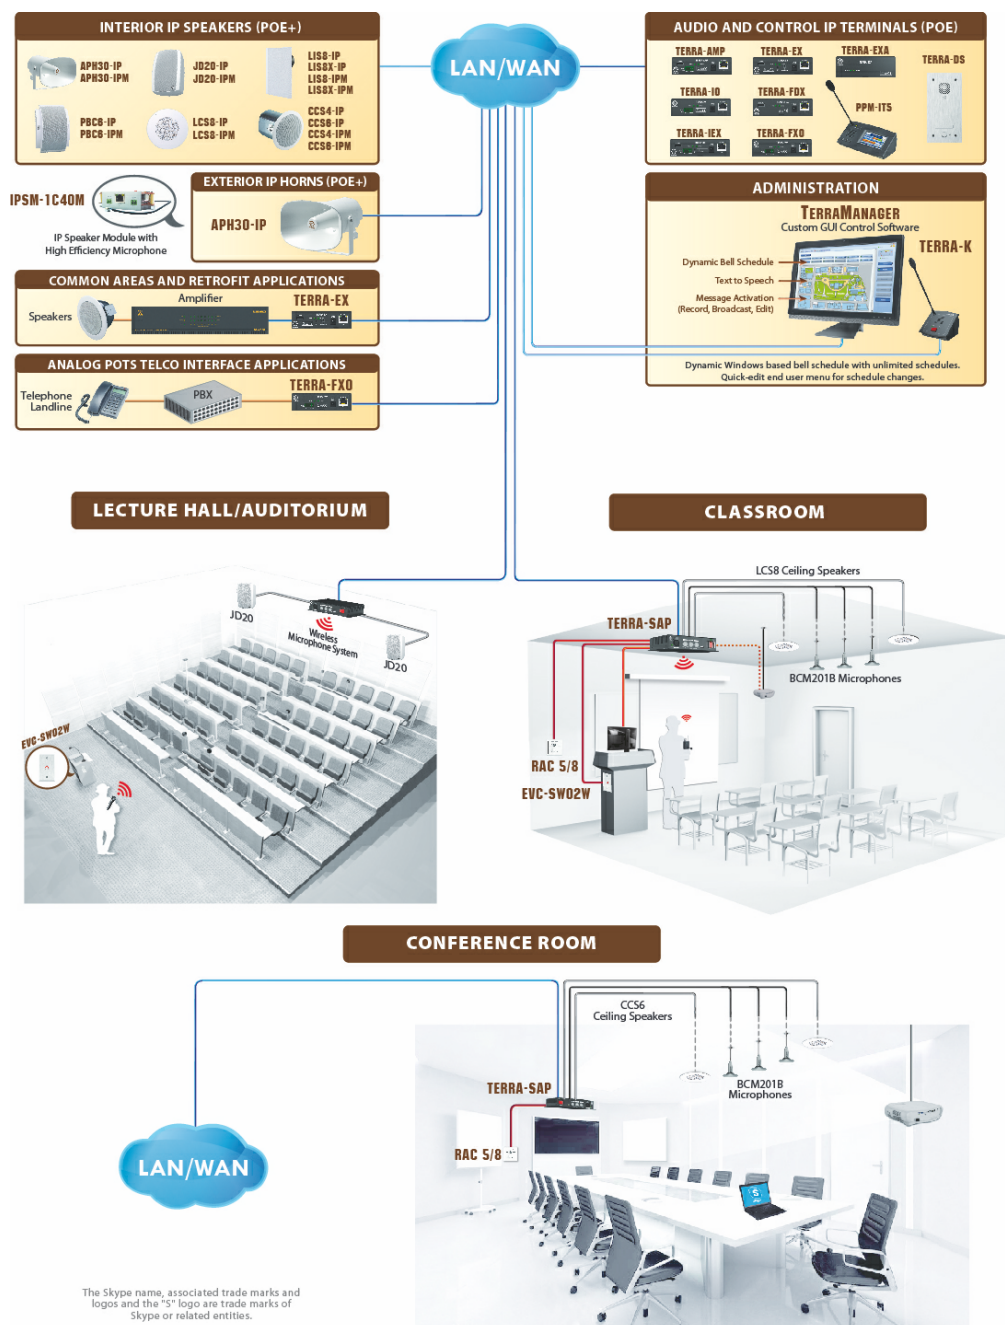 INTERIOR IP SPEAKERS (POE+)
APH30-IP
APH30-IPM
JD20-IP
JD20-IPM
LIS8-IP
LIS8X-IP
LIS8-IPM
LIS8X-IPM
PBC6-IP
PBC6-IPM
LCS8-IP
LCS8-IPM
CCS4-IP
CCS6-IP
CCS4-IPM
CCS6-IPM
LAN/WAN
AUDIO AND CONTROL IP TERMINALS (POE)
TERRA-AMP
TERRA-EX
TERRA-EXA
TERRA-DS
TERRA-IO
TERRA-FDX
PPM-IT5
TERRA-IEX
TERRA-FXO
IPSM-1C40M
IP Speaker Module with
High Efficiency Microphone
EXTERIOR IP HORNS (POE+)
APH30-IP
ADMINISTRATION
TERRAMANAGER
Custom GUI Control Software
TERRA-K
Dynamic Bell Schedule
Text to Speech
Message Activation
(Record, Broadcast, Edit)
Dynamic Windows based bell schedule with unlimited schedules.
Quick-edit end user menu for schedule changes.
COMMON AREAS AND RETROFIT APPLICATIONS
Speakers
Amplifier
TERRA-EX
ANALOG POTS TELCO INTERFACE APPLICATIONS
Telephone
Landline
PBX
TERRA-FXO
LECTURE HALL/AUDITORIUM
JD20
Wireless
Microphone System
JD20
EVC-SW02W
CLASSROOM
LCS8 Ceiling Speakers
TERRA-SAP
BCM201B Microphones
RAC 5/8
EVC-SW02W
CONFERENCE ROOM
CCS6
Ceiling Speakers
TERRA-SAP
BCM201B
Microphones
RAC 5/8
LAN/WAN
S
The Skype name, associated trade marks and
logos and the "S" logo are trade marks of
Skype or related entities.